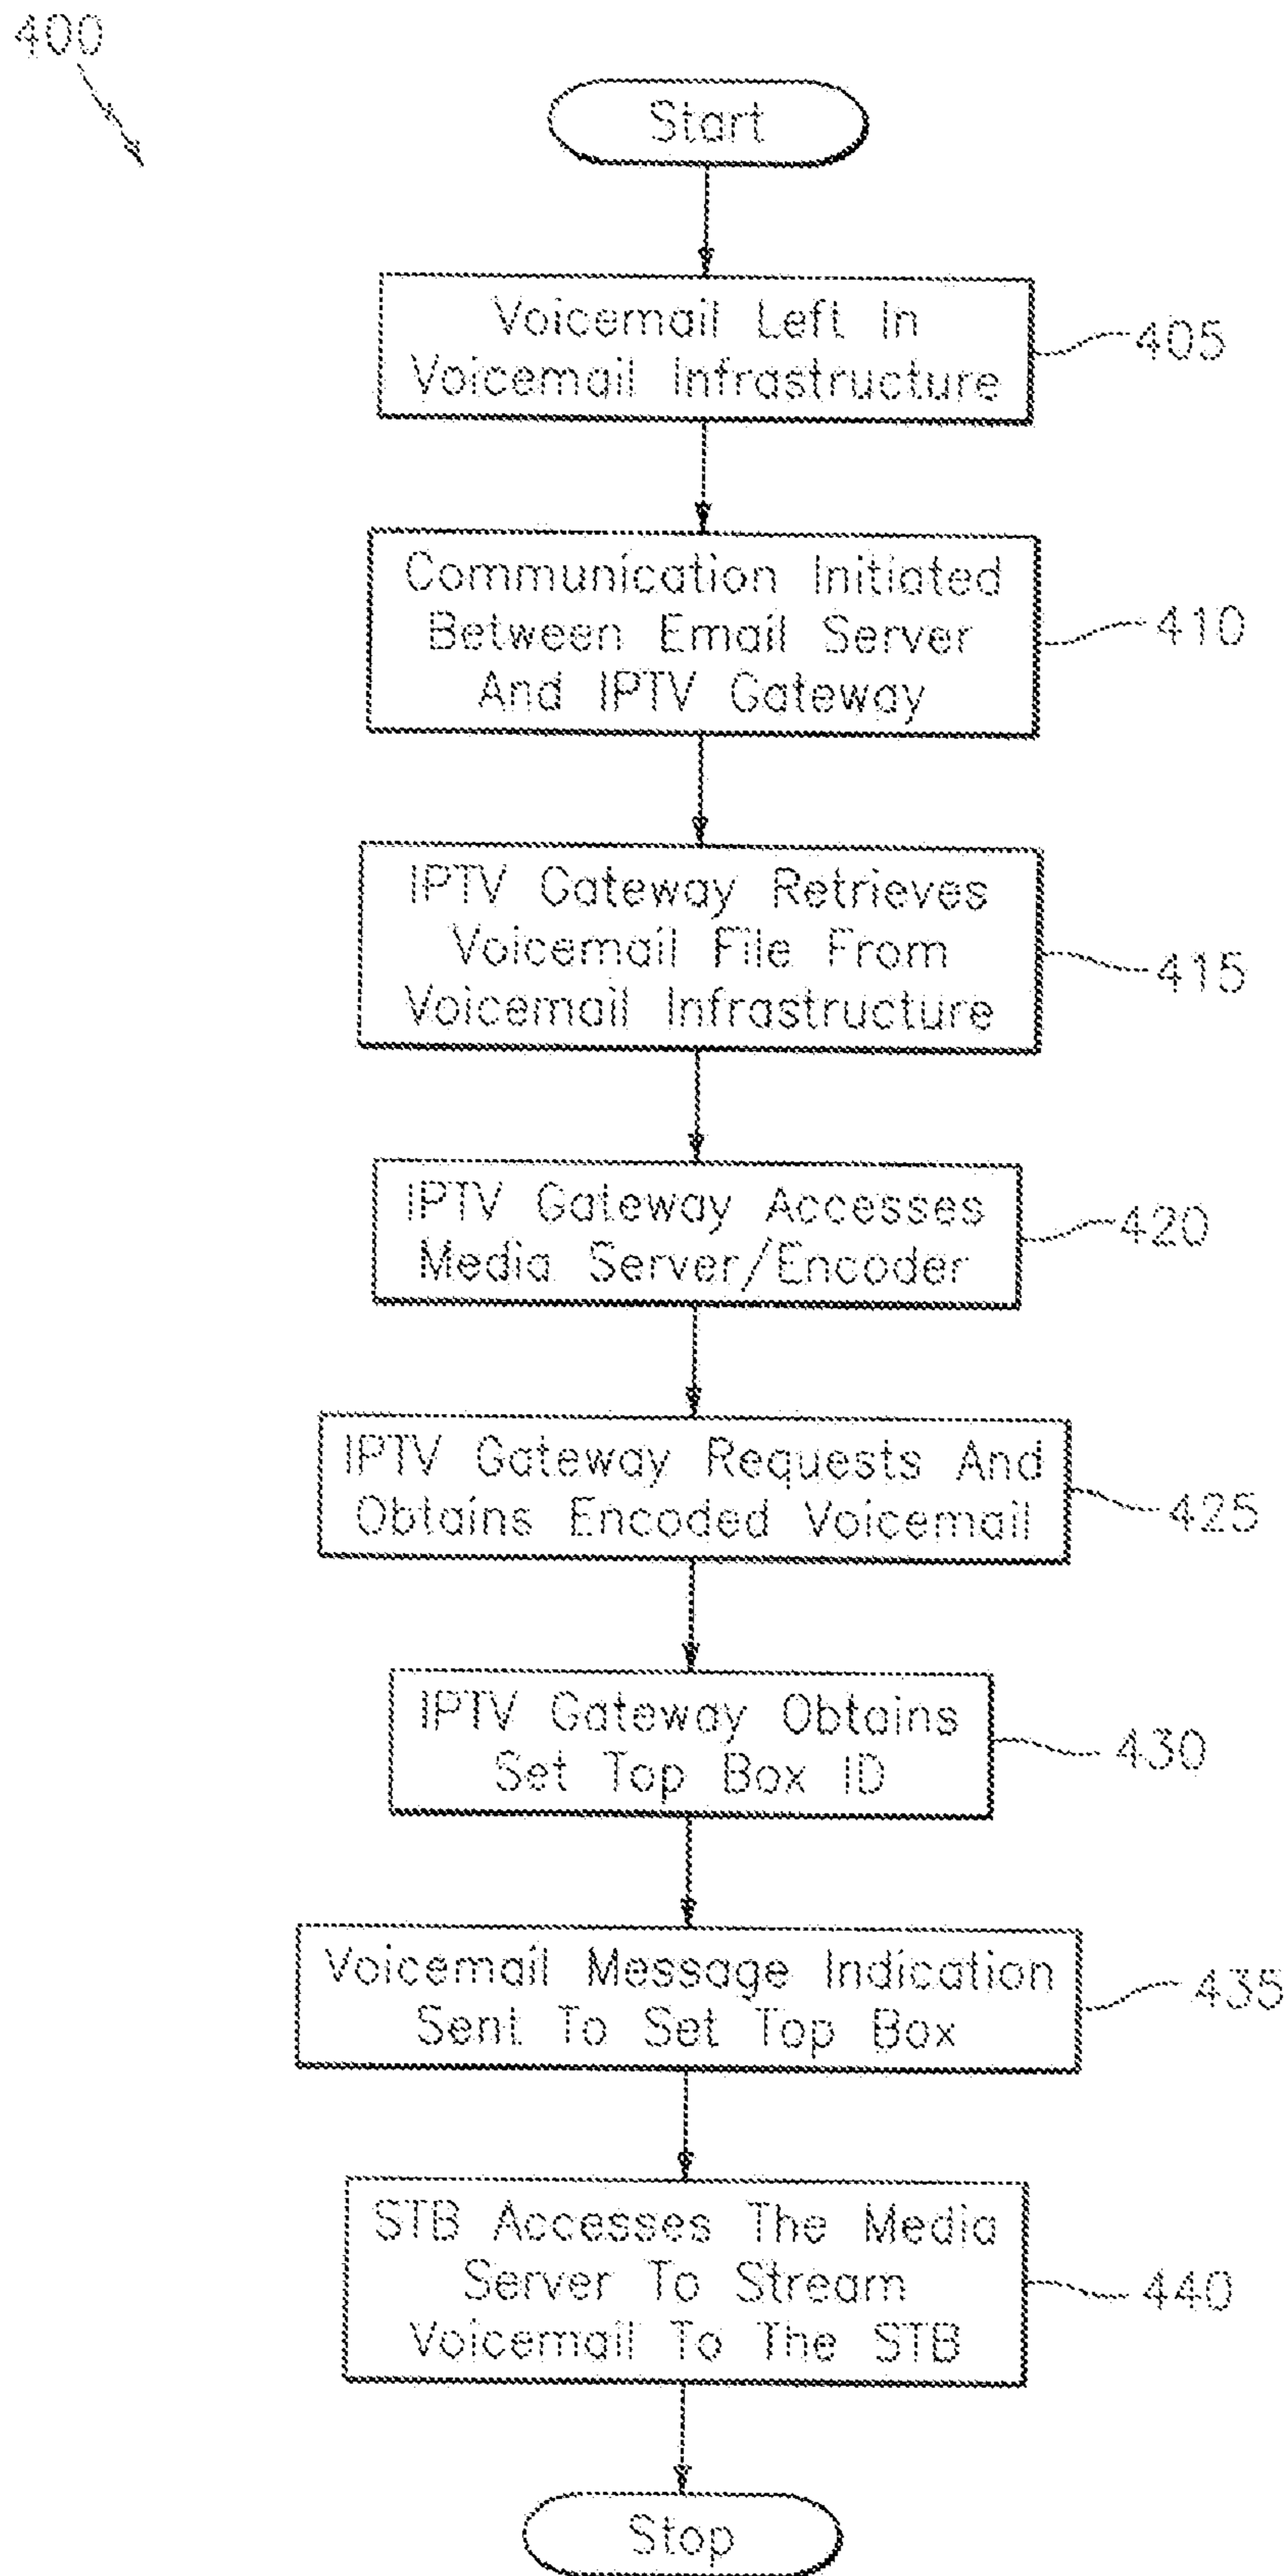 400
Start
Voicemail Left In
Voicemail Infrastructure
405
Communication Initiated
Between Email Server
And IPTV Gateway
410
IPTV Gateway Retrieves
Voicemail File From
Voicemail Infrastructure
415
IPTV Gateway Accesses
Media Server/Encoder
420
IPTV Gateway Requests And
Obtains Encoded Voicemail
425
IPTV Gateway Obtains
Set Top Box ID
430
Voicemail Message Indication
Sent To Set Top Box
435
STB Accesses The Media
Server To Stream
Voicemail To The STB
440
Stop